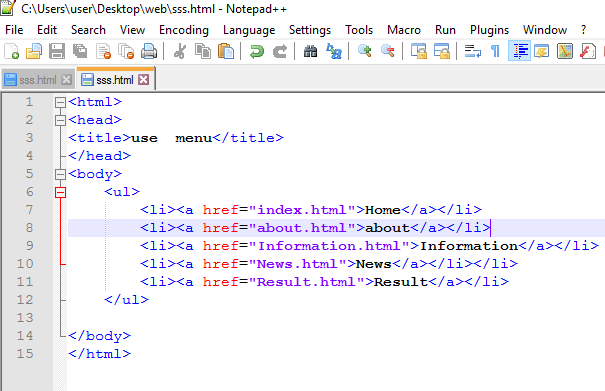 C:\Users\user\Desktop\web\sss.html - Notepad++
File Edit Search View Encoding Language Settings Tools Macro Run Plugins Window ?
sss.html sss.html
1 <html>
2 <head>
3 <title>use  menu</title>
4 </head>
5 <body>
6 <ul>
7 <li><a href="index.html">Home</a></li>
8 <li><a href="about.html">about</a></li>
9 <li><a href="Information.html">Information</a></li>
10 <li><a href="News.html">News</a></li></li>
11 <li><a href="Result.html">Result</a></li>
12 </ul>
13
14 </body>
15 </html>